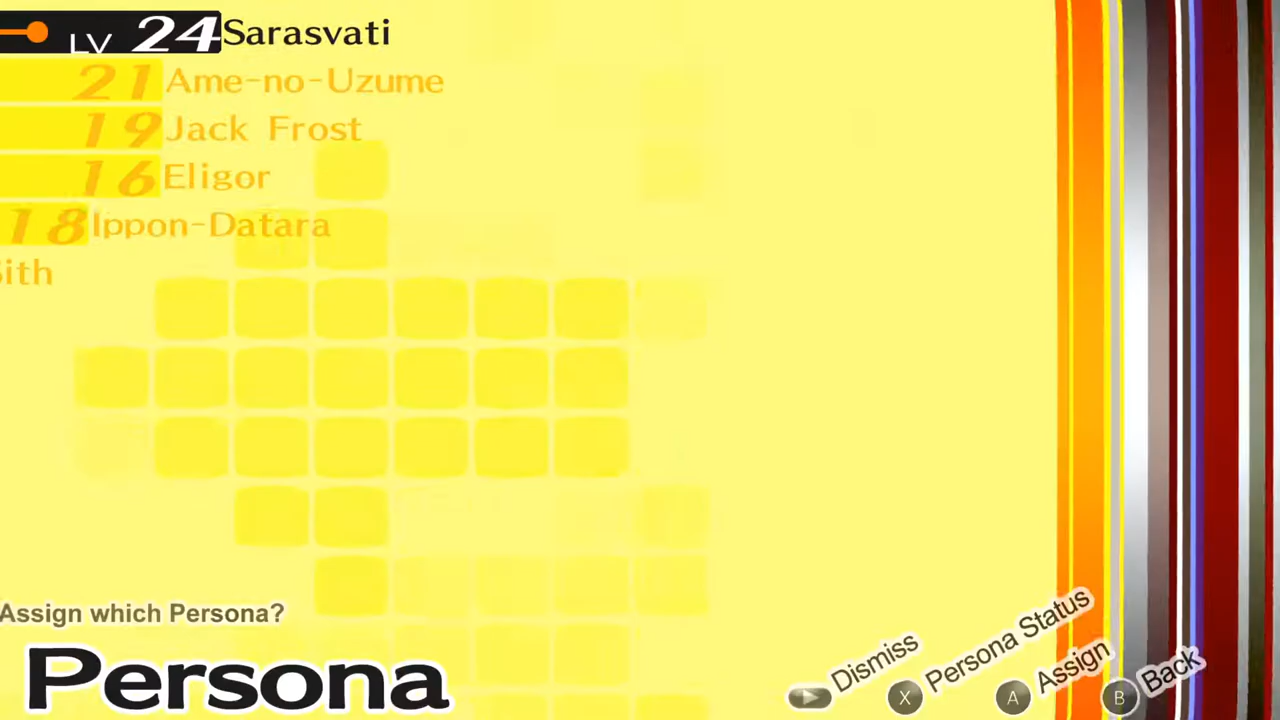 LV 24 Sarasvati
21 Ame-no-Uzume
19 Jack Frost
16 Eligor
18 Ippon-Datara
Sith
Assign which Persona?
Persona
Dismiss
X Persona Status
A Assign
B Back